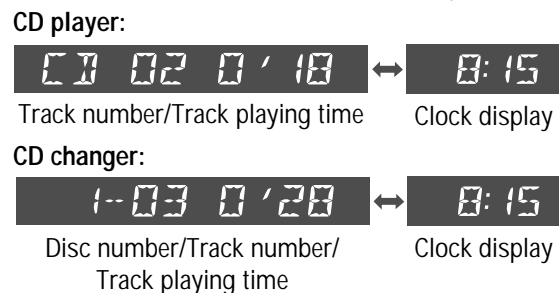 CD player:
CD 02 0'18 ↔ 8:15
Track number/Track playing time Clock display
CD changer:
1--03 0'28 ↔ 8:15
Disc number/Track number/ Clock display
Track playing time